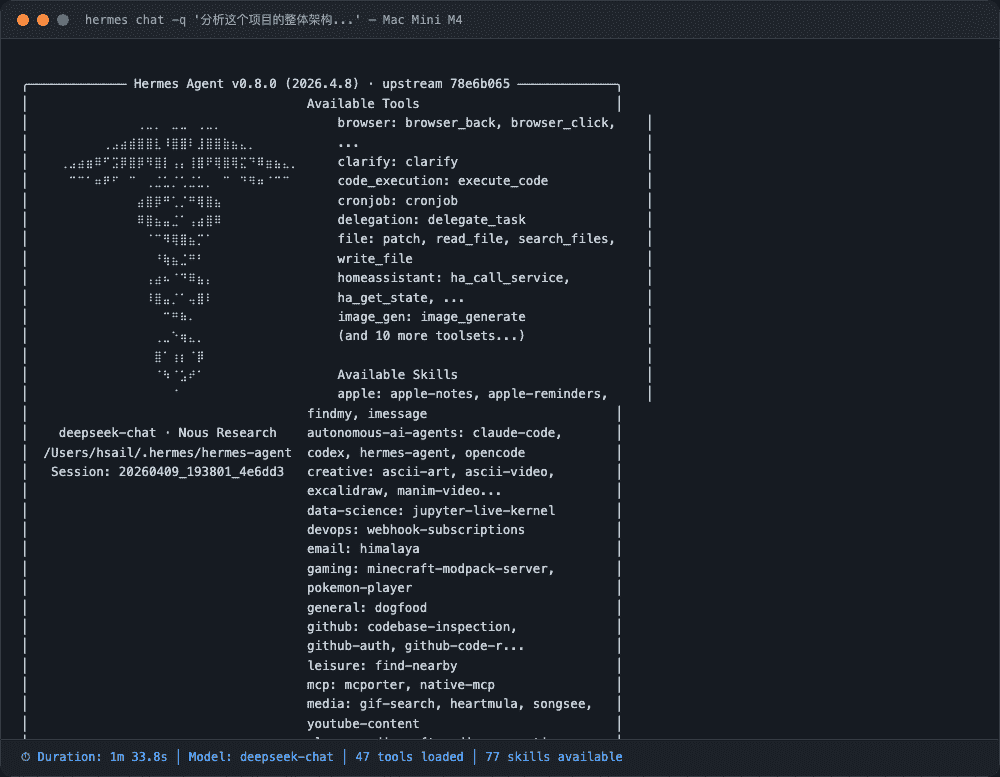 hermes chat -q '分析这个项目的整体架构...' — Mac Mini M4
Hermes Agent v0.8.0 (2026.4.8) · upstream 78e6b065
Available Tools
browser: browser_back, browser_click,
...
clarify: clarify
code_execution: execute_code
cronjob: cronjob
delegation: delegate_task
file: patch, read_file, search_files,
write_file
homeassistant: ha_call_service,
ha_get_state, ...
image_gen: image_generate
(and 10 more toolsets...)
Available Skills
apple: apple-notes, apple-reminders,
findmy, imessage
deepseek-chat · Nous Research autonomous-ai-agents: claude-code,
/Users/hsail/.hermes/hermes-agent codex, hermes-agent, opencode
Session: 20260409_193801_4e6dd3 creative: ascii-art, ascii-video,
excalidraw, manim-video...
data-science: jupyter-live-kernel
devops: webhook-subscriptions
email: himalaya
gaming: minecraft-modpack-server,
pokemon-player
general: dogfood
github: codebase-inspection,
github-auth, github-code-r...
leisure: find-nearby
mcp: mcporter, native-mcp
media: gif-search, heartmula, songsee,
youtube-content
⏱ Duration: 1m 33.8s | Model: deepseek-chat | 47 tools loaded | 77 skills available